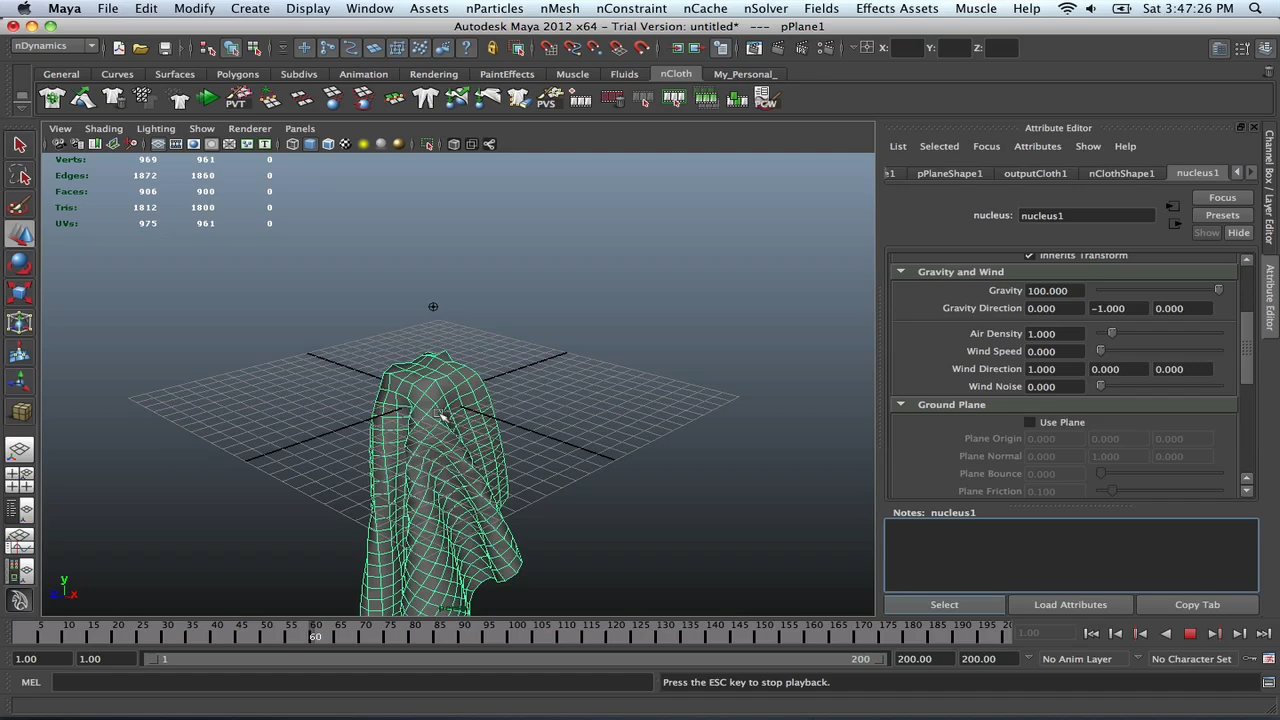 Maya File Edit Modify Create Display Window Assets nParticles nMesh nConstraint nCache nSolver Fields Effects Assets Muscle Help Sat 3:47:26 PM
Autodesk Maya 2012 x64 - Trial Version: untitled* --- pPlane1
nDynamics X: Y: Z:
General Curves Surfaces Polygons Subdivs Animation Rendering PaintEffects Muscle Fluids nCloth My_Personal_
PVT PVS PGW
View Shading Lighting Show Renderer Panels
Verts: 969 961 0
Edges: 1872 1860 0
Faces: 906 900 0
Tris: 1812 1800 0
UVs: 975 961 0
y
x
Attribute Editor
List Selected Focus Attributes Show Help
e1 pPlaneShape1 outputCloth1 nClothShape1 nucleus1
nucleus: nucleus1
Focus
Presets
Show Hide
Inherits Transform
Gravity and Wind
Gravity 100.000
Gravity Direction 0.000 -1.000 0.000
Air Density 1.000
Wind Speed 0.000
Wind Direction 1.000 0.000 0.000
Wind Noise 0.000
Ground Plane
Use Plane
Plane Origin 0.000 0.000 0.000
Plane Normal 0.000 1.000 0.000
Plane Bounce 0.000
Plane Friction 0.100
Notes: nucleus1
Select Load Attributes Copy Tab
Channel Box / Layer Editor
Attribute Editor
5 10 15 20 25 30 35 40 45 50 55 60 65 70 75 80 85 90 95 100 105 110 115 120 125 130 135 140 145 150 155 160 165 170 175 180 185 190 195 20
60
1.00
1.00 1.00 1 200 200.00 200.00 No Anim Layer No Character Set
MEL Press the ESC key to stop playback.